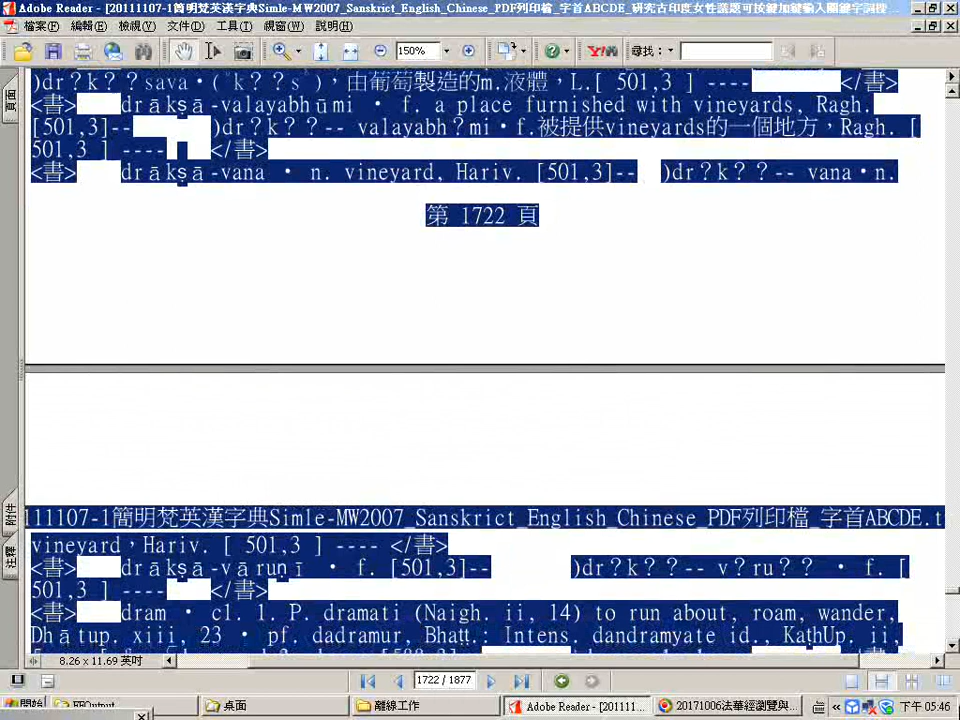 Adobe Reader - [20111107-1簡明梵英漢字典Simle-MW2007_Sanskrict_English_Chinese_PDF列印檔_字首ABCDE_研究古印度女性議題可按鍵加鍵輸入關鍵字詞搜
檔案(F) 編輯(E) 檢視(V) 文件(D) 工具(T) 視窗(W) 說明(H)
150% 尋找:
頁面
)dr?k??sava•(˚k??s˚)，由葡萄製造的m.液體，L.[ 501,3 ] ---- </書>
<書> drākṣā-valayabhūmi • f. a place furnished with vineyards, Ragh.
[501,3]-- )dr?k??-- valayabh?mi•f.被提供vineyards的一個地方，Ragh. [
501,3 ] ---- </書>
<書> drākṣā-vana • n. vineyard, Hariv. [501,3]-- )dr?k??-- vana•n.
第 1722 頁
附件
註釋
111107-1簡明梵英漢字典Simle-MW2007_Sanskrict_English_Chinese_PDF列印檔_字首ABCDE.t
vineyard，Hariv. [ 501,3 ] ---- </書>
<書> drākṣā-vāruṇī • f. [501,3]-- )dr?k??-- v?ru?? • f. [
501,3 ] ---- </書>
<書> dram • cl. 1. P. dramati (Naigh. ii, 14) to run about, roam, wander,
Dhātup. xiii, 23 • pf. dadramur, Bhaṭṭ.: Intens. dandramyate id., KaṭhUp. ii,
8.26 x 11.69 英吋
1722 / 1877
開始 FFOutput 桌面 離線工作 Adobe Reader - [201111... 20171006法華經瀏覽與... 下午 05:46